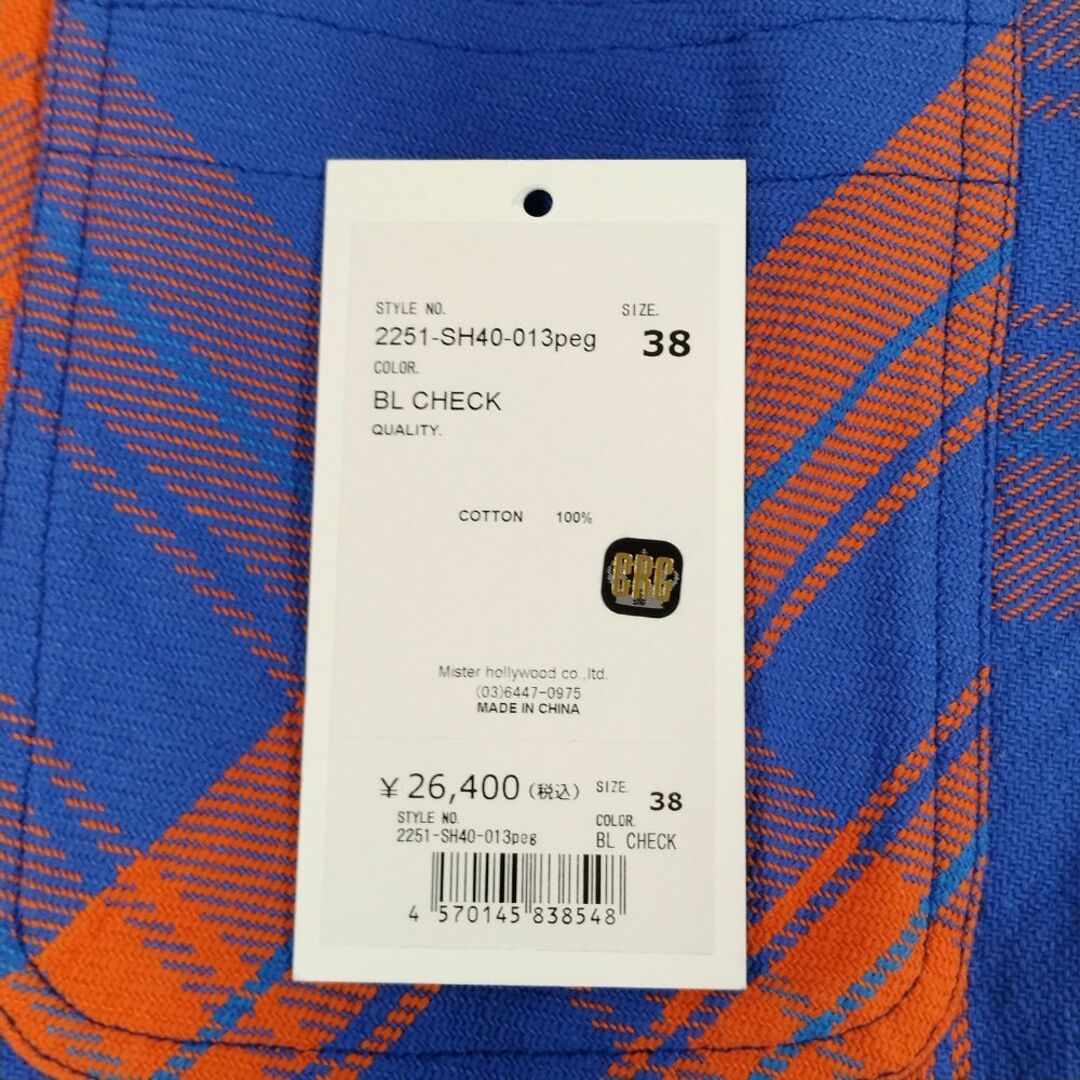 STYLE NO. SIZE.
2251-SH40-013peg 38
COLOR.
BL CHECK
QUALITY.
COTTON 100%
CRC
Mister hollywood co.,ltd.
(03)6447-0975
MADE IN CHINA
¥ 26,400 (税込) SIZE. 38
STYLE NO. COLOR.
2251-SH40-013peg BL CHECK
4 570145 838548